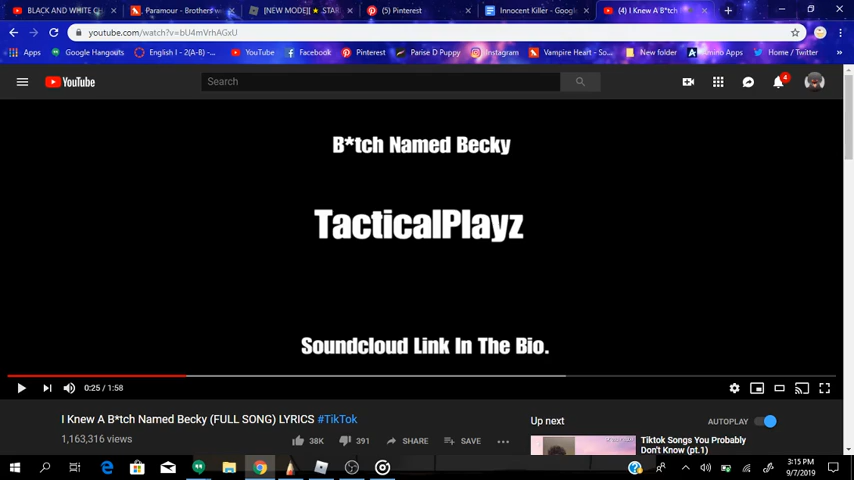 BLACK AND WHITE C
Paramour - Brothers w
[NEW MODE!] ★ STAR
(5) Pinterest
Innocent Killer - Google
(4) I Knew A B*tch
youtube.com/watch?v=bU4mVrhAGxU
Apps
Google Hangouts
English I - 2(A-B) -...
YouTube
Facebook
Pinterest
Parise D Puppy
Instagram
Vampire Heart - So...
New folder
Amino Apps
Home / Twitter
»
YouTube
Search
4
B*tch Named Becky
TacticalPlayz
Soundcloud Link In The Bio.
0:25 / 1:58
I Knew A B*tch Named Becky (FULL SONG) LYRICS #TikTok
1,163,316 views
38K
391
SHARE
SAVE
Up next
AUTOPLAY
Tiktok Songs You Probably
Don't Know (pt.1)
3:15 PM
9/7/2019